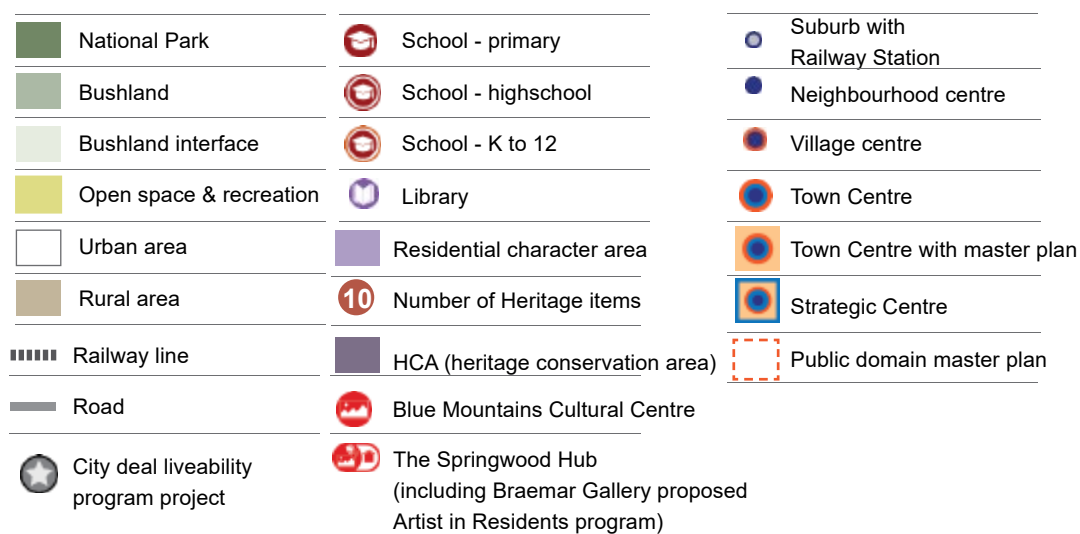 National Park
Bushland
Bushland interface
Open space & recreation
Urban area
Rural area
Railway line
Road
City deal liveability
program project
School - primary
School - highschool
School - K to 12
Library
Residential character area
10 Number of Heritage items
HCA (heritage conservation area)
Blue Mountains Cultural Centre
The Springwood Hub
(including Braemar Gallery proposed
Artist in Residents program)
Suburb with
Railway Station
Neighbourhood centre
Village centre
Town Centre
Town Centre with master plan
Strategic Centre
Public domain master plan